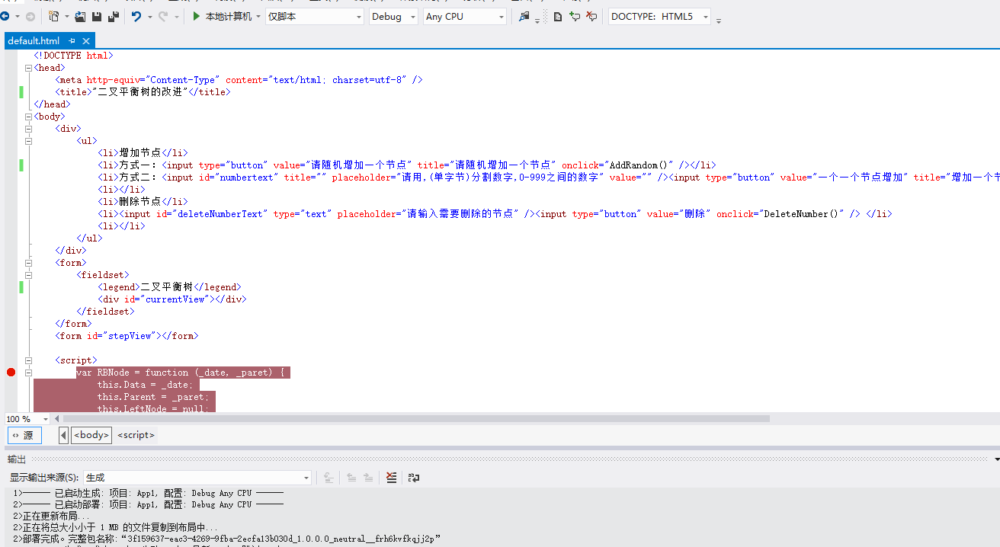 本地计算机 仅脚本 Debug Any CPU DOCTYPE: HTML5
default.html
<!DOCTYPE html>
<head>
<meta http-equiv="Content-Type" content="text/html; charset=utf-8" />
<title>"二叉平衡树的改进"</title>
</head>
<body>
<div>
<ul>
<li>增加节点</li>
<li>方式一: <input type="button" value="请随机增加一个节点" title="请随机增加一个节点" onclick="AddRandom()" /></li>
<li>方式二: <input id="numbertext" title="" placeholder="请用,(单字节)分割数字,0-999之间的数字" value="" /><input type="button" value="一个一个节点增加" title="增加一个节
<li></li>
<li>删除节点</li>
<li><input id="deleteNumberText" type="text" placeholder="请输入需要删除的节点" /><input type="button" value="删除" onclick="DeleteNumber()" /> </li>
<li></li>
</ul>
</div>
<form>
<fieldset>
<legend>二叉平衡树</legend>
<div id="currentView"></div>
</fieldset>
</form>
<form id="stepView"></form>
<script>
var RBNode = function (_date, _paret) {
this.Data = _date;
this.Parent = _paret;
this.LeftNode = null;
100 %
源 <body> <script>
输出
显示输出来源(S): 生成
1>------ 已启动生成: 项目: App1, 配置: Debug Any CPU ------
2>------ 已启动部署: 项目: App1, 配置: Debug Any CPU ------
2>正在更新布局...
2>正在将总大小小于 1 MB 的文件复制到布局中...
2>部署完成。完整包名称:“3f159637-eac3-4269-9fba-2ecfa13b030d_1.0.0.0_neutral__frh6kvfkqjj2p”